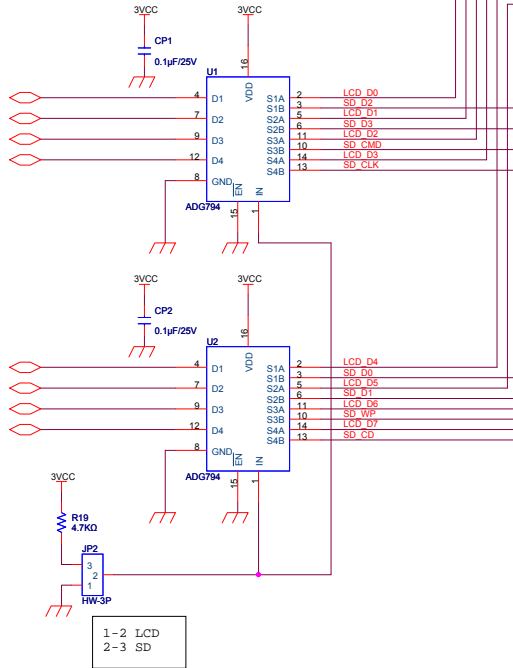 3VCC 3VCC
CP1
0.1µF/25V
U1
16
VDD
4 D1 S1A 2 LCD_D0
S1B 3 SD_D2
7 D2 S2A 5 LCD_D1
S2B 6 SD_D3
9 D3 S3A 11 LCD_D2
S3B 10 SD_CMD
12 D4 S4A 14 LCD_D3
S4B 13 SD_CLK
8 GND EN IN
15 1
ADG794
3VCC 3VCC
CP2
0.1µF/25V
U2
16
VDD
4 D1 S1A 2 LCD_D4
S1B 3 SD_D0
7 D2 S2A 5 LCD_D5
S2B 6 SD_D1
9 D3 S3A 11 LCD_D6
S3B 10 SD_WP
12 D4 S4A 14 LCD_D7
S4B 13 SD_CD
8 GND EN IN
15 1
ADG794
3VCC
R19
4.7KΩ
JP2
3
2
1
HW-3P
1-2 LCD
2-3 SD